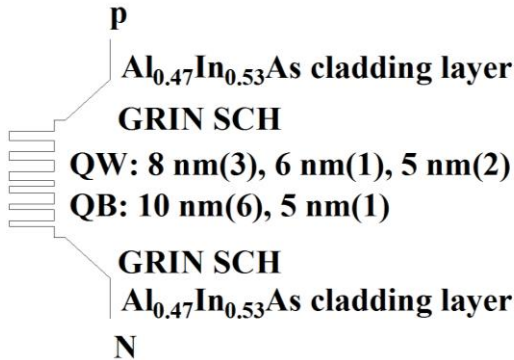 p
Al₀.₄₇In₀.₅₃As cladding layer
GRIN SCH
QW: 8 nm(3), 6 nm(1), 5 nm(2)
QB: 10 nm(6), 5 nm(1)
GRIN SCH
Al₀.₄₇In₀.₅₃As cladding layer
N